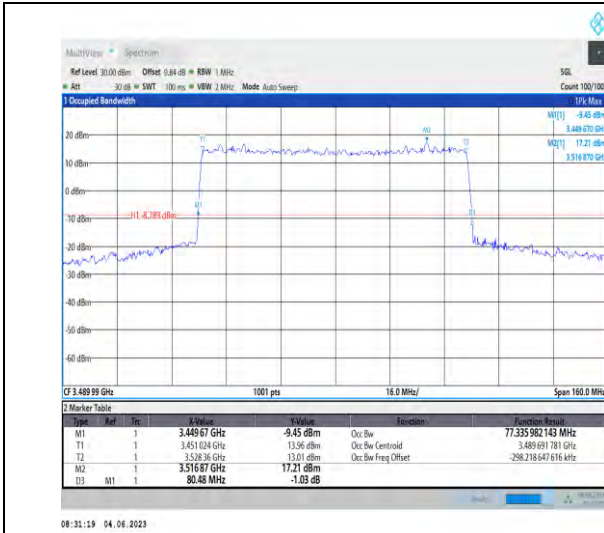 MultiView Spectrum
Ref Level 30.00 dBm Offset 0.84 dB RBW 1 MHz SGL
Att 30 dB SWT 100 ms VBW 2 MHz Mode Auto Sweep Count 100/100
1 Occupied Bandwidth 1Pk Max
M1[1] -9.45 dBm
3.449 670 GHz
M2[1] 17.21 dBm
3.516 870 GHz
20 dBm
M2
T1 T2
10 dBm
0 dBm
M1 D3
-10 dBm H1 -8.789 dBm
-20 dBm
-30 dBm
-40 dBm
-50 dBm
-60 dBm
CF 3.489 99 GHz 1001 pts 16.0 MHz/ Span 160.0 MHz
2 Marker Table
Type Ref Trc X-Value Y-Value Function Function Result
M1 1 3.449 67 GHz -9.45 dBm Occ Bw 77.335 982 143 MHz
T1 1 3.451 024 GHz 13.96 dBm Occ Bw Centroid 3.489 691 781 GHz
T2 1 3.528 36 GHz 13.01 dBm Occ Bw Freq Offset -298.218 647 616 kHz
M2 1 3.516 87 GHz 17.21 dBm
D3 M1 1 80.48 MHz -1.03 dB
08:31:19 04.06.2023